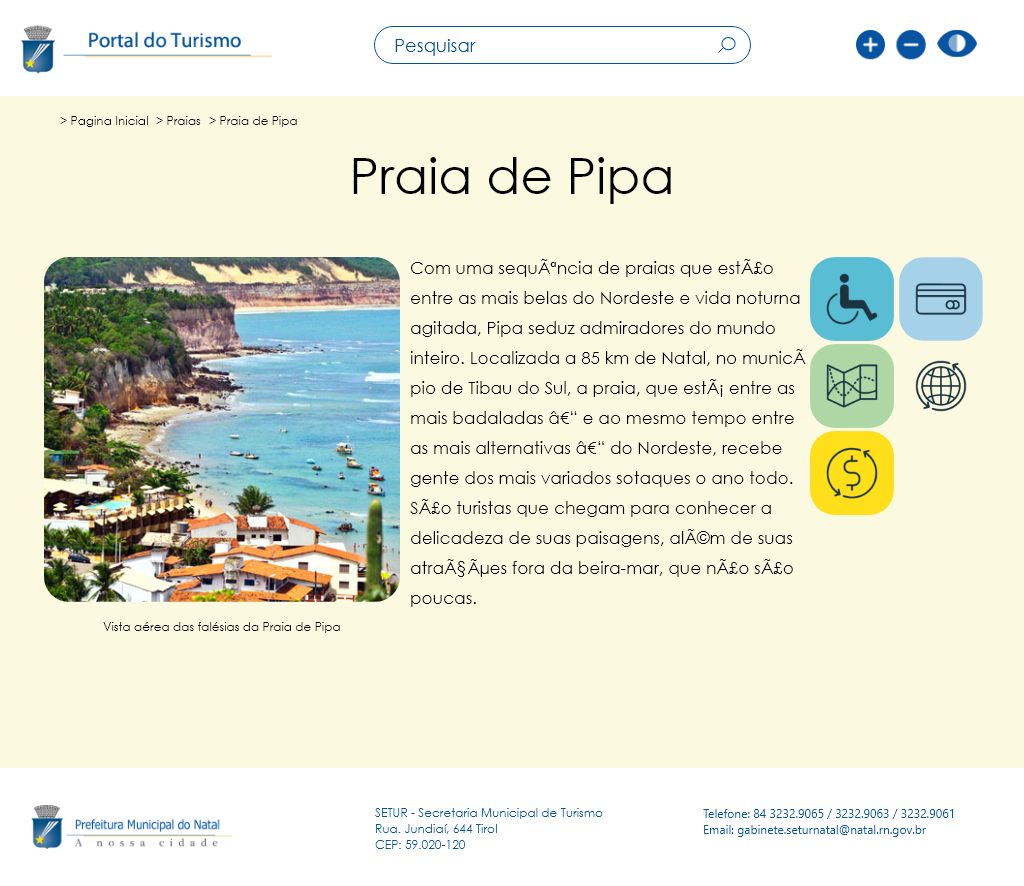 Portal do Turismo
Pesquisar
> Pagina Inicial > Praias > Praia de Pipa
Praia de Pipa
Com uma sequÃªncia de praias que estÃ£o
entre as mais belas do Nordeste e vida noturna
agitada, Pipa seduz admiradores do mundo
inteiro. Localizada a 85 km de Natal, no municÃ
pio de Tibau do Sul, a praia, que estÃ¡ entre as
mais badaladas â€“ e ao mesmo tempo entre
as mais alternativas â€“ do Nordeste, recebe
gente dos mais variados sotaques o ano todo.
SÃ£o turistas que chegam para conhecer a
delicadeza de suas paisagens, alÃ©m de suas
atraÃ§Ãµes fora da beira-mar, que nÃ£o sÃ£o
poucas.
Vista aérea das falésias da Praia de Pipa
Prefeitura Municipal do Natal
A nossa cidade
SETUR - Secretaria Municipal de Turismo
Rua. Jundiaí, 644 Tirol
CEP: 59.020-120
Telefone: 84 3232.9065 / 3232.9063 / 3232.9061
Email: gabinete.seturnatal@natal.rn.gov.br